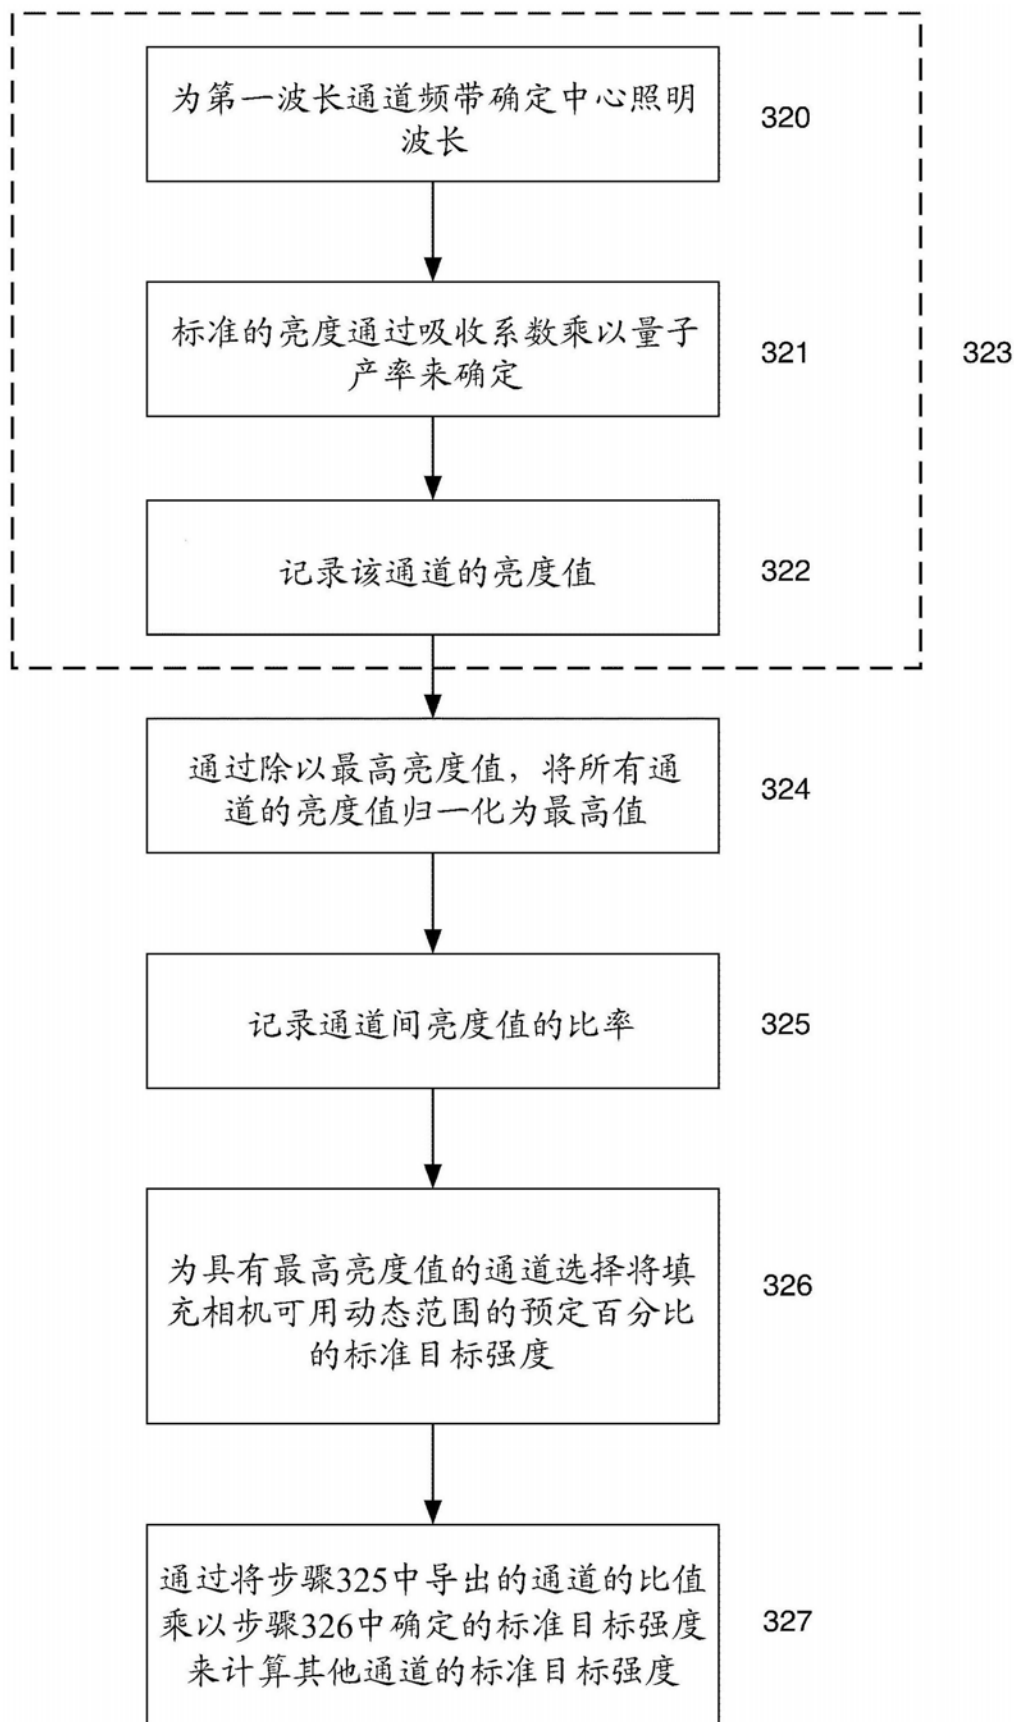 为第一波长通道频带确定中心照明
波长
320
标准的亮度通过吸收系数乘以量子
产率来确定
321
323
记录该通道的亮度值
322
通过除以最高亮度值，将所有通
道的亮度值归一化为最高值
324
记录通道间亮度值的比率
325
为具有最高亮度值的通道选择将填
充相机可用动态范围的预定百分比
的标准目标强度
326
通过将步骤325中导出的通道的比值
乘以步骤326中确定的标准目标强度
来计算其他通道的标准目标强度
327